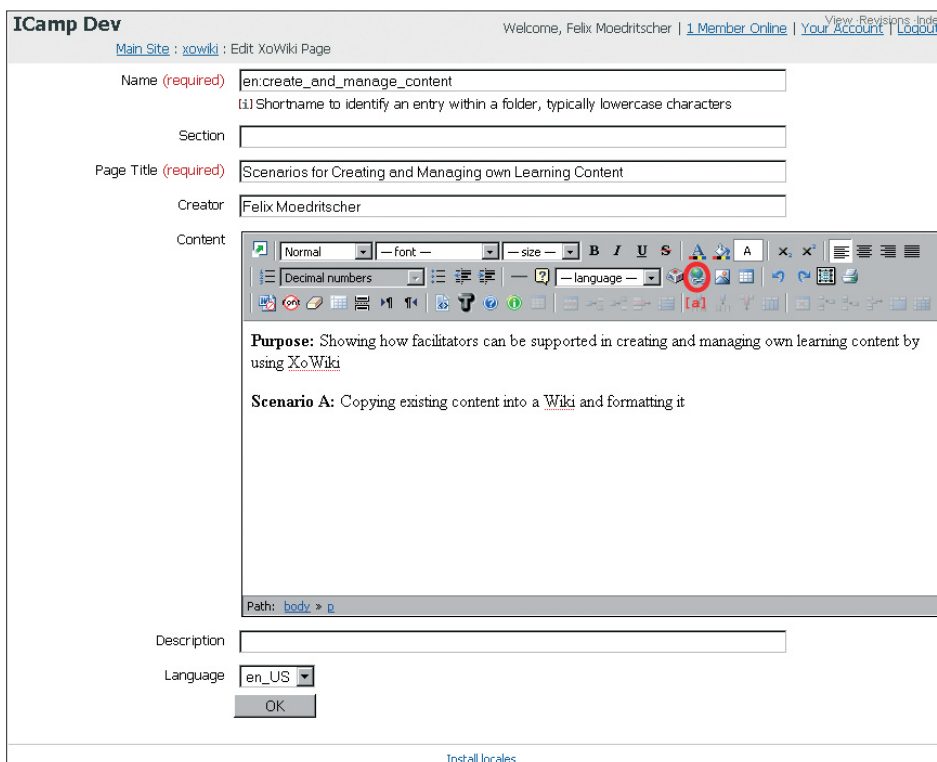 ICamp Dev
View · Revisions · Inde
Welcome, Felix Moedritscher | 1 Member Online | Your Account | Logout
Main Site : xowiki : Edit XoWiki Page
Name (required) en:create_and_manage_content
[i] Shortname to identify an entry within a folder, typically lowercase characters
Section
Page Title (required) Scenarios for Creating and Managing own Learning Content
Creator Felix Moedritscher
Content
Normal — font — — size — B I U S A A x₂ x²
Decimal numbers — language —
[a]
Purpose: Showing how facilitators can be supported in creating and managing own learning content by
using XoWiki
Scenario A: Copying existing content into a Wiki and formatting it
Path: body » p
Description
Language en_US
OK
Install locales